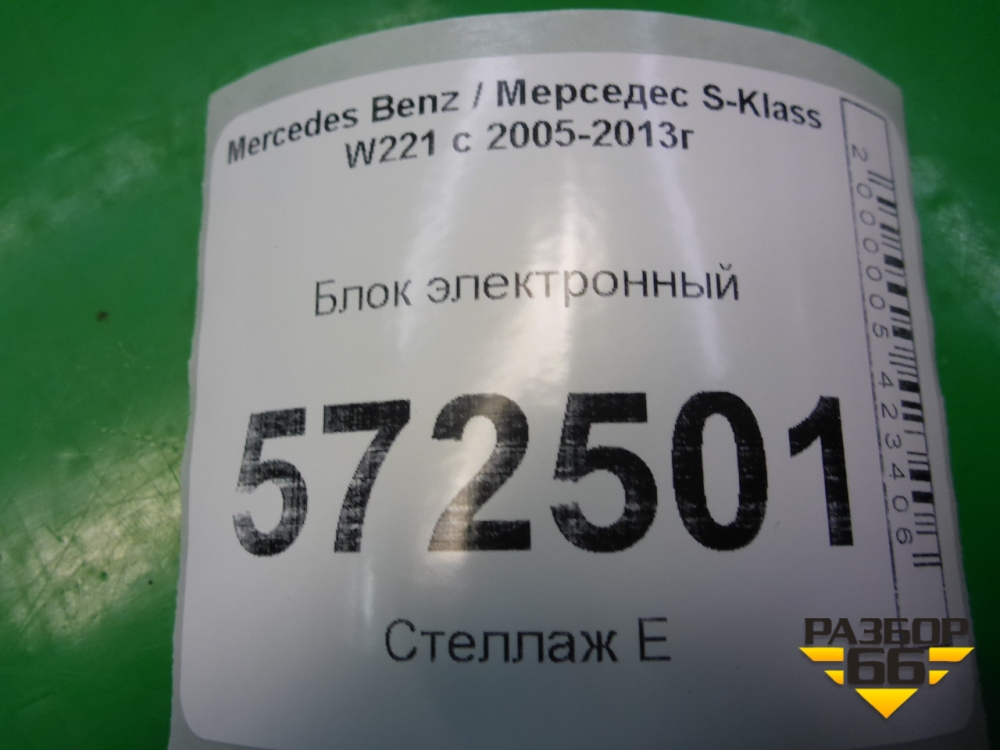 Mercedes Benz / Мерседес S-Klass
W221 с 2005-2013г
Блок электронный
572501
Стеллаж Е
2000005423406
РАЗБОР
66